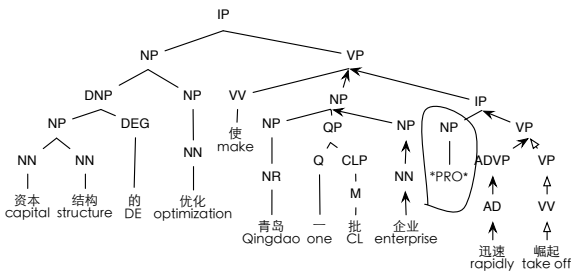 IP
NP VP
DNP NP VV NP IP
NP DEG 使 make NP QP NP NP VP
NN NN NN Q CLP NN *PRO* ADVP VP
NR M AD VV
资本 结构 的 优化
capital structure DE optimization
青岛 一 批 企业
Qingdao one CL enterprise
迅速 崛起
rapidly take off